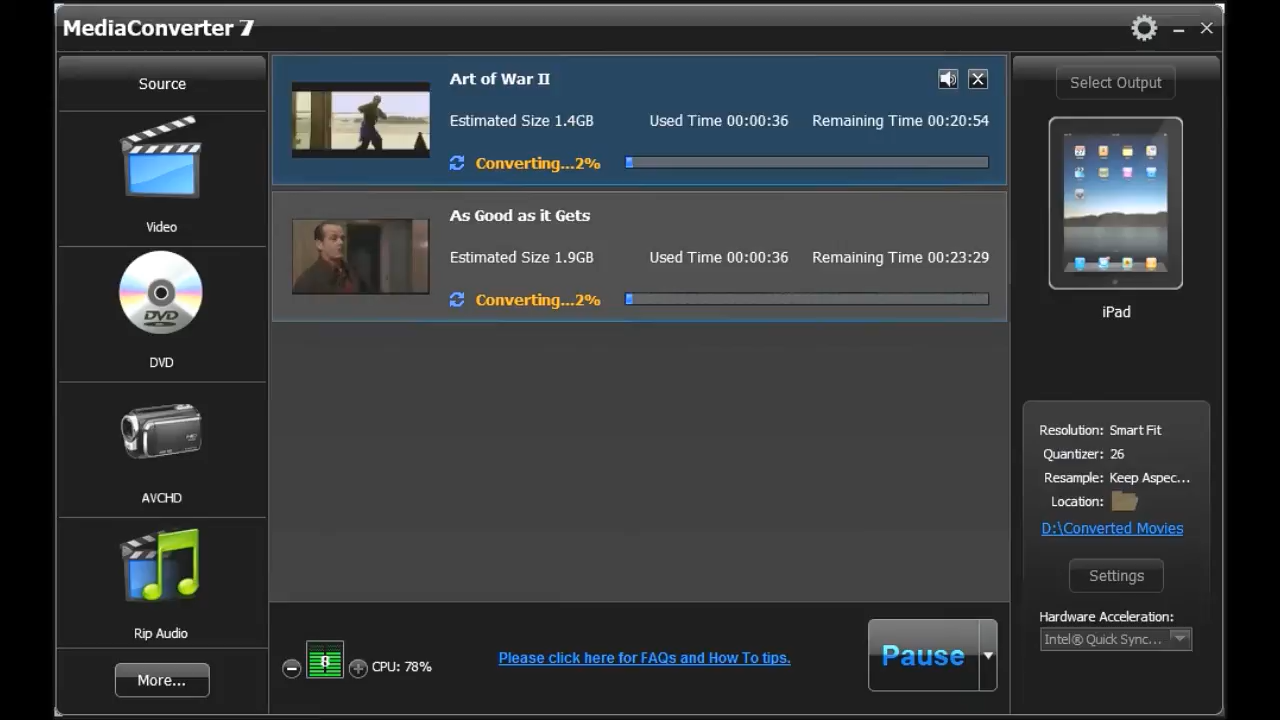 MediaConverter 7
Source
Video
DVD
DVD
AVCHD
Rip Audio
More...
Art of War II
Estimated Size 1.4GB Used Time 00:00:36 Remaining Time 00:20:54
Converting...2%
As Good as it Gets
Estimated Size 1.9GB Used Time 00:00:36 Remaining Time 00:23:29
Converting...2%
8 CPU: 78%
Please click here for FAQs and How To tips.
Pause
Select Output
iPad
Resolution: Smart Fit
Quantizer: 26
Resample: Keep Aspec...
Location:
D:\Converted Movies
Settings
Hardware Acceleration:
Intel® Quick Sync...